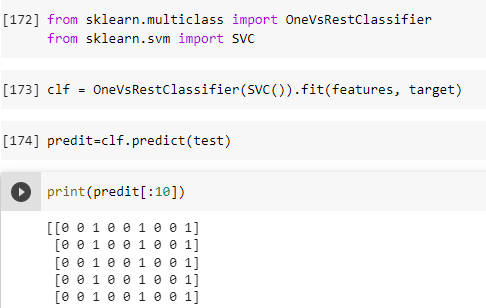 [172] from sklearn.multiclass import OneVsRestClassifier
from sklearn.svm import SVC
[173] clf = OneVsRestClassifier(SVC()).fit(features, target)
[174] predit=clf.predict(test)
print(predit[:10])
[[0 0 1 0 0 1 0 0 1]
[0 0 1 0 0 1 0 0 1]
[0 0 1 0 0 1 0 0 1]
[0 0 1 0 0 1 0 0 1]
[0 0 1 0 0 1 0 0 1]